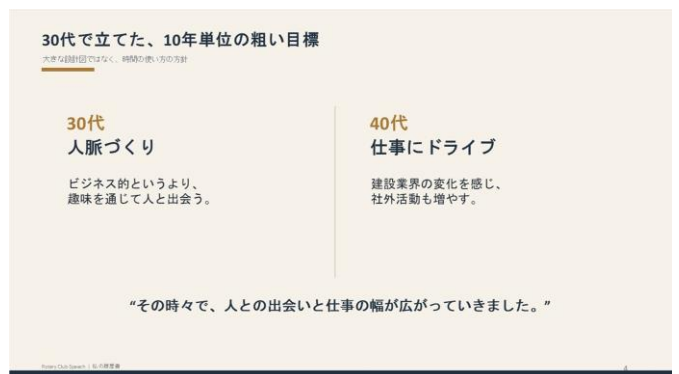 30代で立てた、10年単位の粗い目標
大きな設計図ではなく、時間の使い方の方針
30代
人脈づくり
ビジネス的というより、
趣味を通じて人と出会う。
40代
仕事にドライブ
建設業界の変化を感じ、
社外活動も増やす。
“その時々で、人との出会いと仕事の幅が広がっていきました。”
Rotary Club Speech |
4